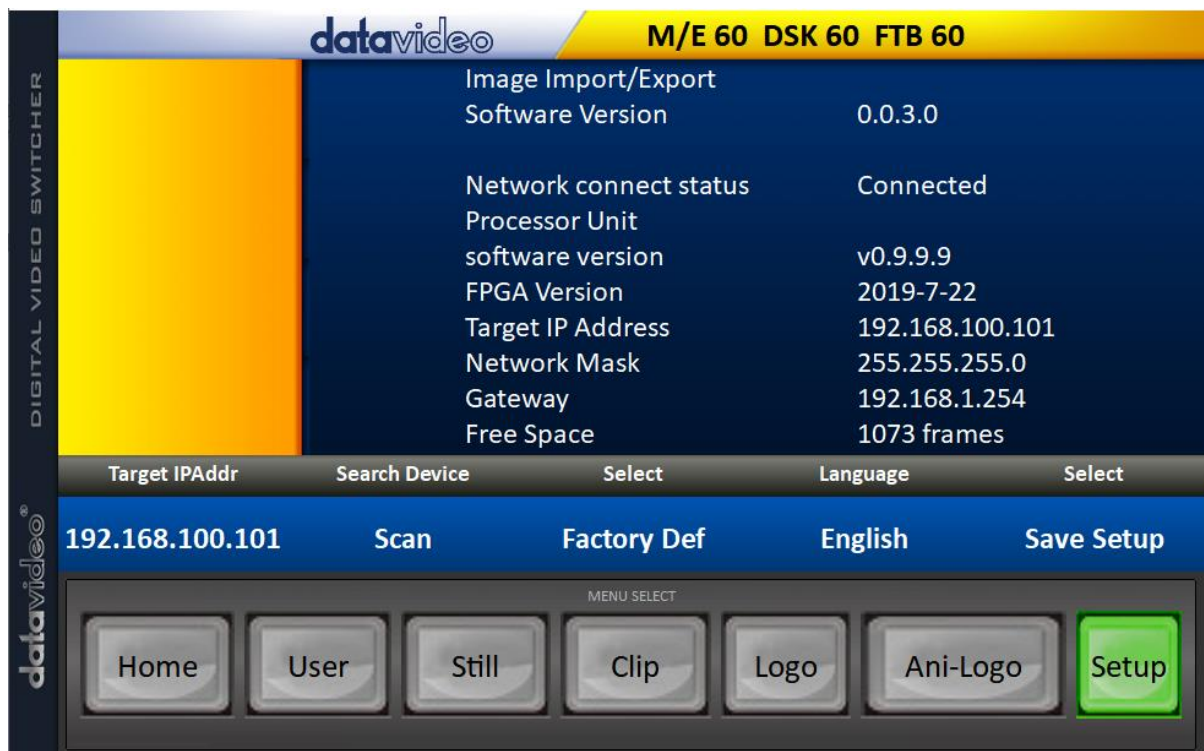 datavideo M/E 60 DSK 60 FTB 60
DIGITAL VIDEO SWITCHER
datavideo®
Image Import/Export
Software Version 0.0.3.0
Network connect status Connected
Processor Unit
software version v0.9.9.9
FPGA Version 2019-7-22
Target IP Address 192.168.100.101
Network Mask 255.255.255.0
Gateway 192.168.1.254
Free Space 1073 frames
Target IPAddr Search Device Select Language Select
192.168.100.101 Scan Factory Def English Save Setup
MENU SELECT
Home User Still Clip Logo Ani-Logo Setup